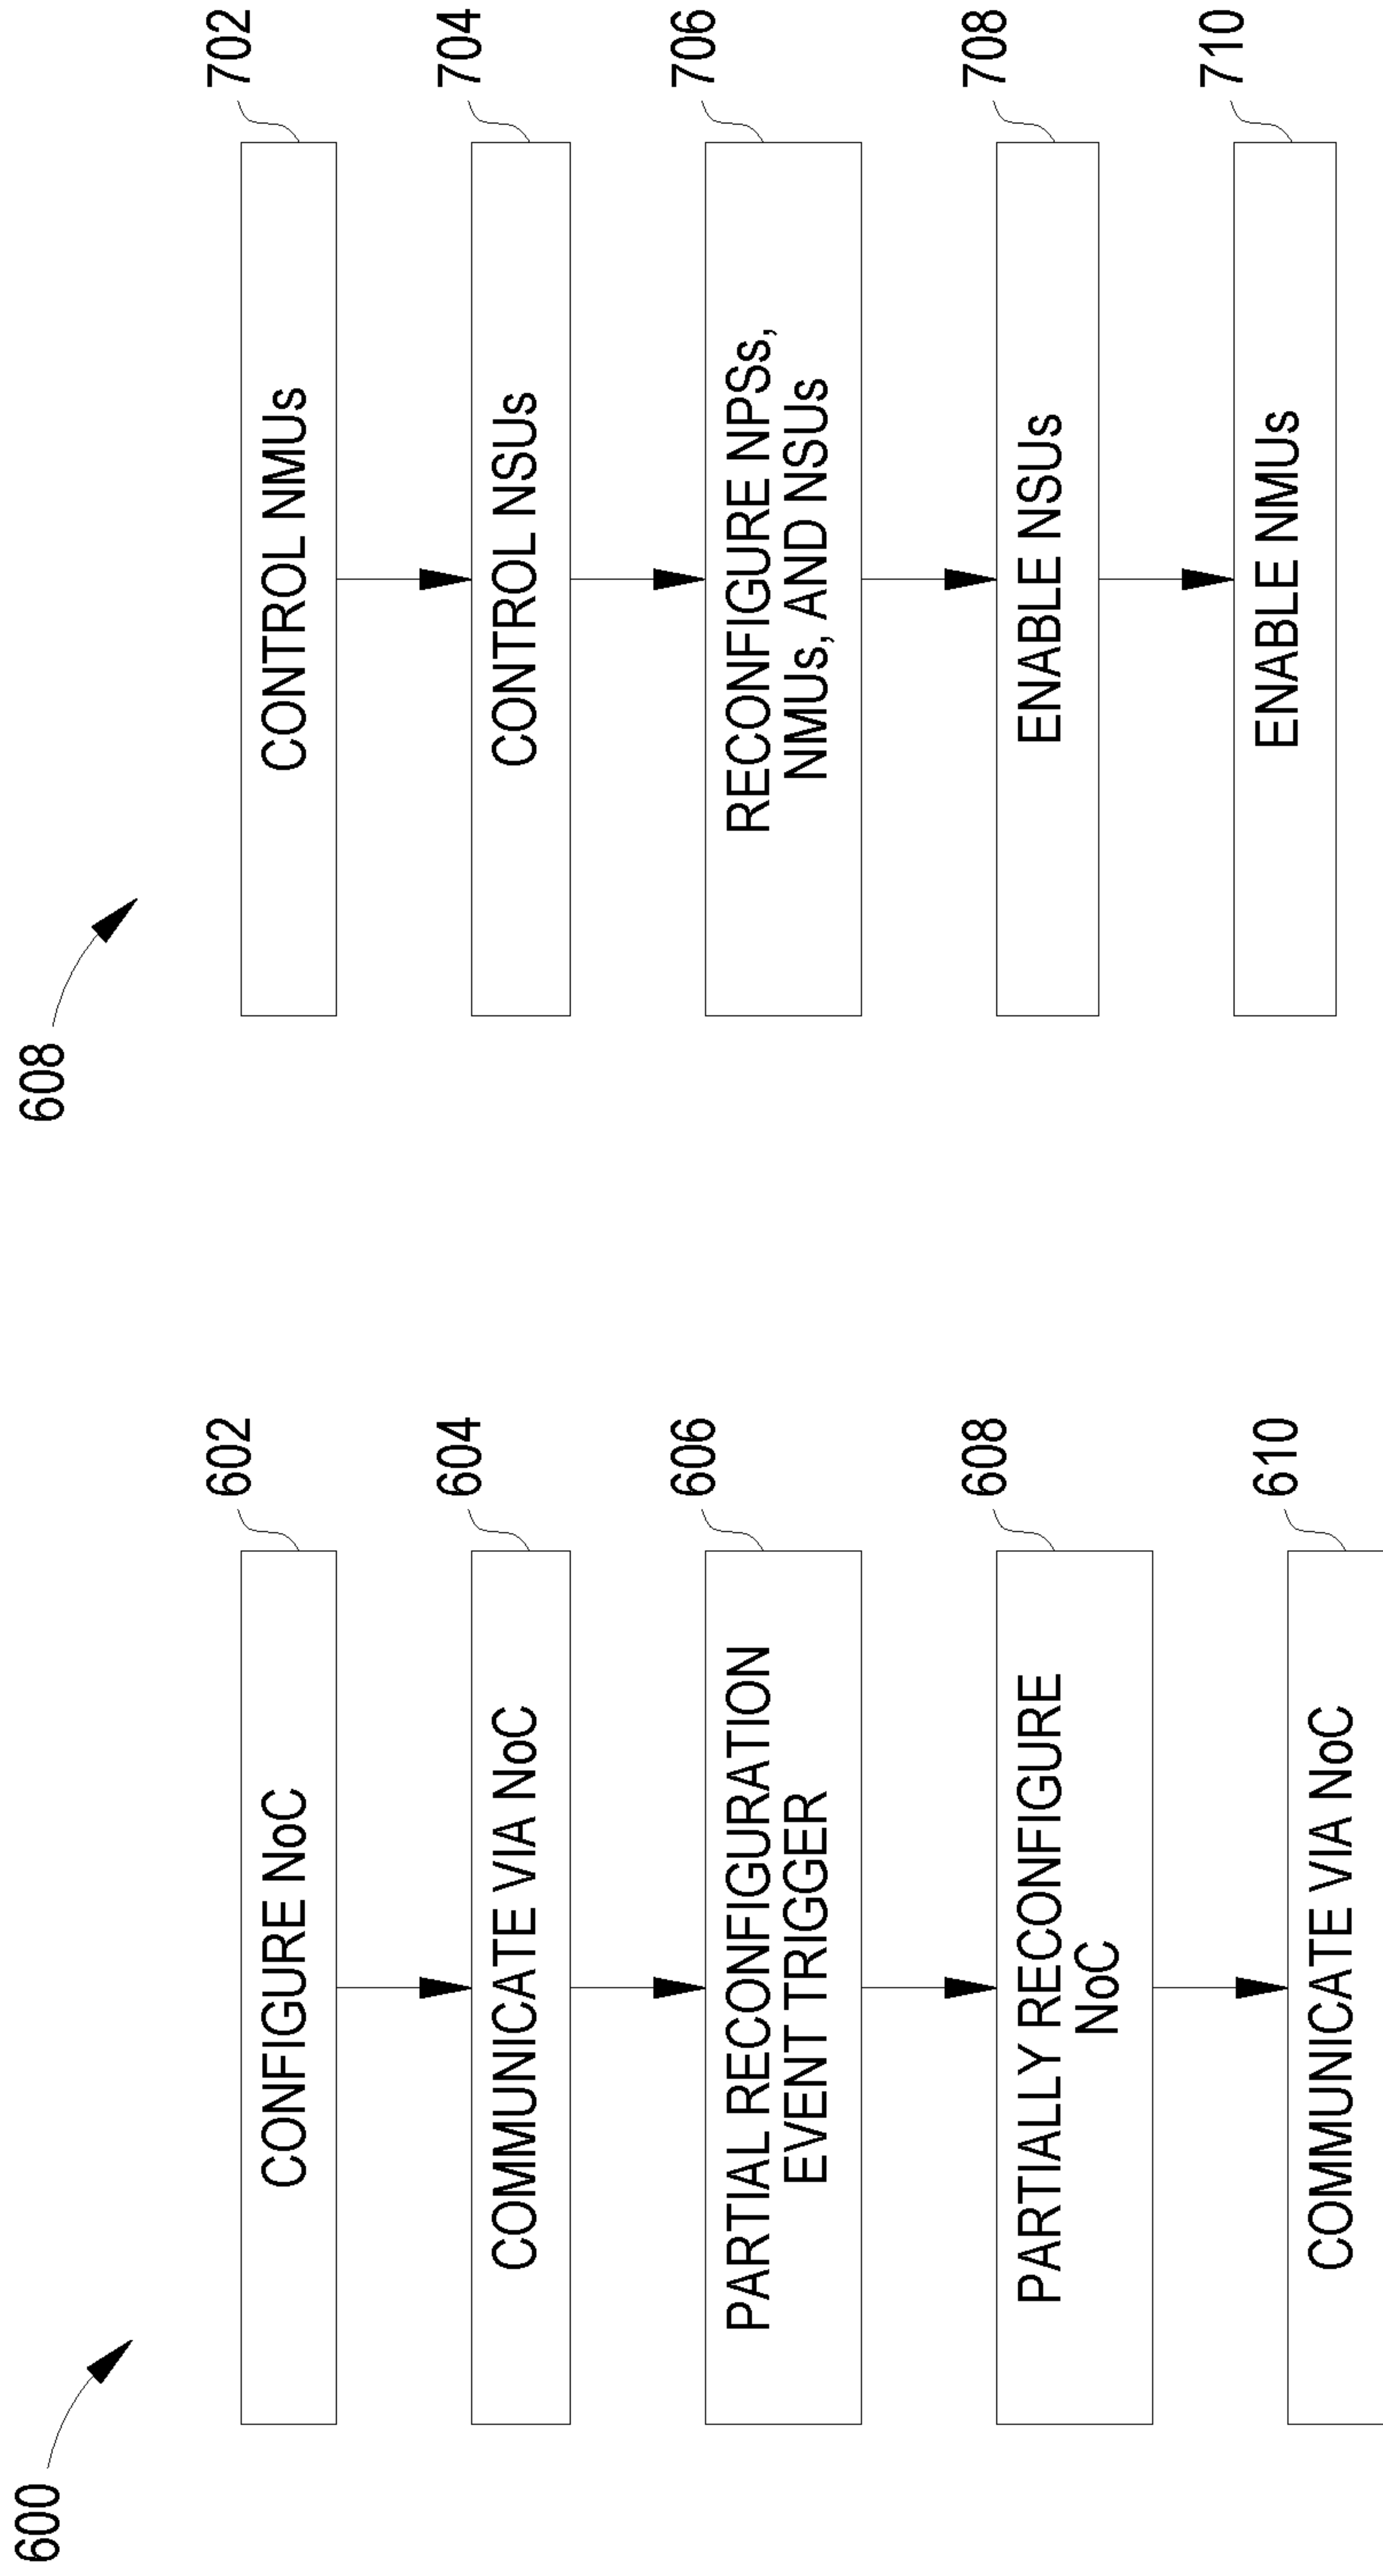 600
CONFIGURE NoC
602
COMMUNICATE VIA NoC
604
PARTIAL RECONFIGURATION
EVENT TRIGGER
606
PARTIALLY RECONFIGURE
NoC
608
COMMUNICATE VIA NoC
610
608
CONTROL NMUs
702
CONTROL NSUs
704
RECONFIGURE NPSs,
NMUs, AND NSUs
706
ENABLE NSUs
708
ENABLE NMUs
710